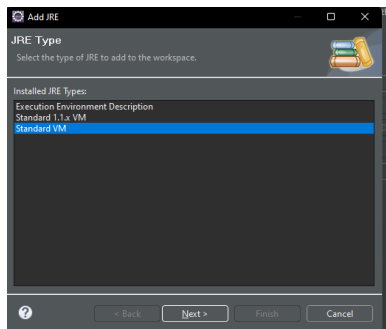 Add JRE
JRE Type
Select the type of JRE to add to the workspace.
Installed JRE Types:
Execution Environment Description
Standard 1.1.x VM
Standard VM
?
< Back
Next >
Finish
Cancel